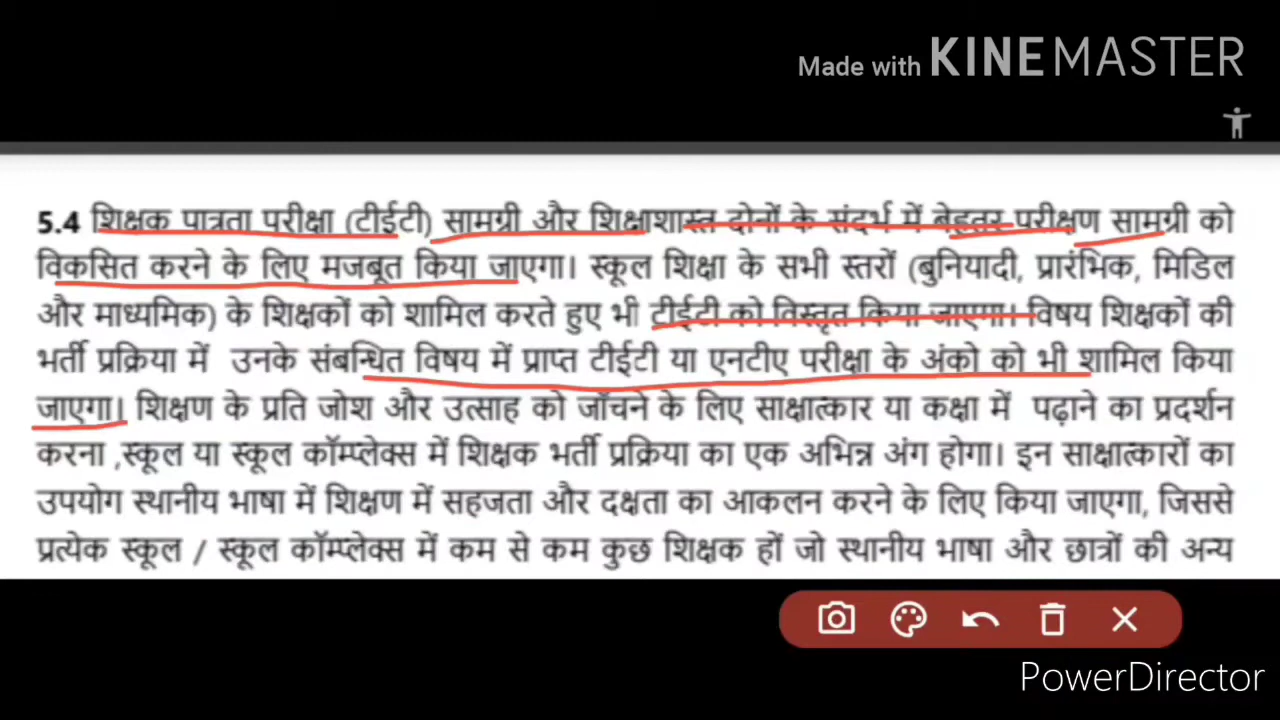 Made with KINEMASTER
5.4 शिक्षक पात्रता परीक्षा (टीईटी) सामग्री और शिक्षाशास्त दोनों के संदर्भ में बेहतर परीक्षण सामग्री को
विकसित करने के लिए मजबूत किया जाएगा। स्कूल शिक्षा के सभी स्तरों (बुनियादी, प्रारंभिक, मिडिल
और माध्यमिक) के शिक्षकों को शामिल करते हुए भी टीईटी को विस्तृत किया जाएगा। विषय शिक्षकों की
भर्ती प्रक्रिया में उनके संबन्धित विषय में प्राप्त टीईटी या एनटीए परीक्षा के अंको को भी शामिल किया
जाएगा। शिक्षण के प्रति जोश और उत्साह को जाँचने के लिए साक्षात्कार या कक्षा में पढ़ाने का प्रदर्शन
करना ,स्कूल या स्कूल कॉम्प्लेक्स में शिक्षक भर्ती प्रक्रिया का एक अभिन्न अंग होगा। इन साक्षात्कारों का
उपयोग स्थानीय भाषा में शिक्षण में सहजता और दक्षता का आकलन करने के लिए किया जाएगा, जिससे
प्रत्येक स्कूल / स्कूल कॉम्प्लेक्स में कम से कम कुछ शिक्षक हों जो स्थानीय भाषा और छात्रों की अन्य
PowerDirector